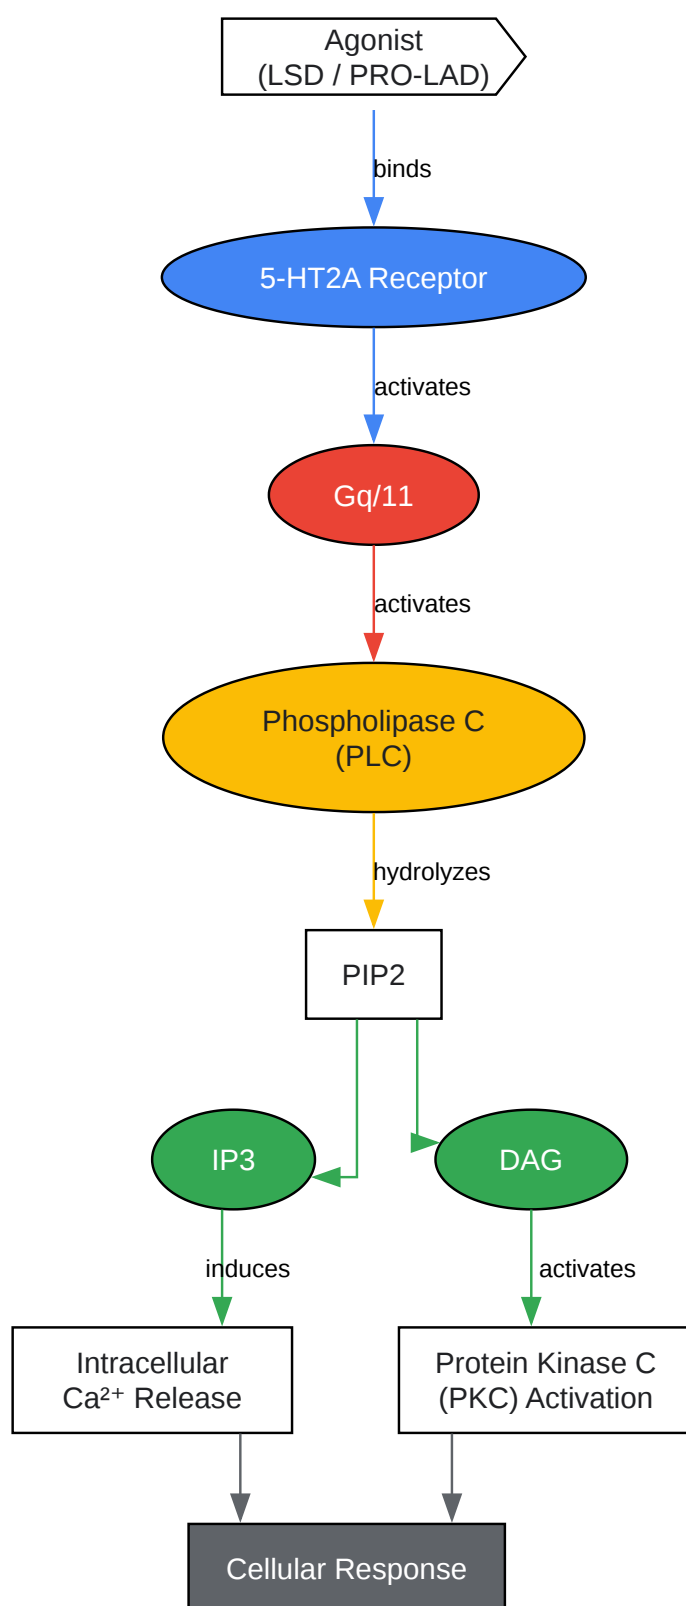 Agonist
(LSD / PRO-LAD)
binds
5-HT2A Receptor
activates
Gq/11
activates
Phospholipase C
(PLC)
hydrolyzes
PIP2
IP3
DAG
induces
activates
Intracellular
Ca²⁺ Release
Protein Kinase C
(PKC) Activation
Cellular Response